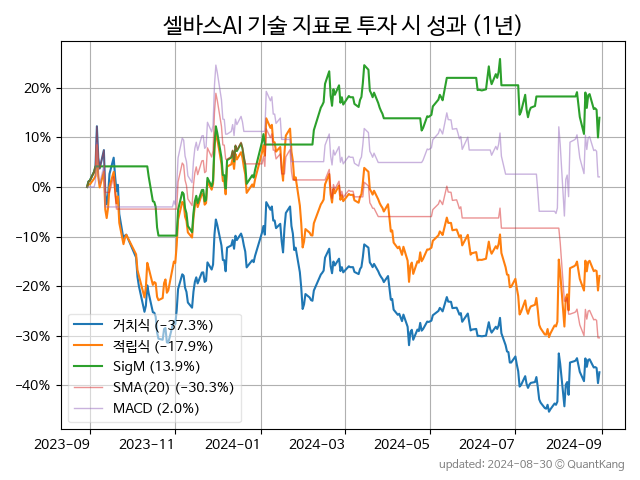 셀바스AI 기술 지표로 투자 시 성과 (1년)
20%
10%
0%
−10%
−20%
−30%
−40%
거치식 (−37.3%)
적립식 (−17.9%)
SigM (13.9%)
SMA(20) (−30.3%)
MACD (2.0%)
2023-09 2023-11 2024-01 2024-03 2024-05 2024-07 2024-09
updated: 2024-08-30 ⓒ QuantKang